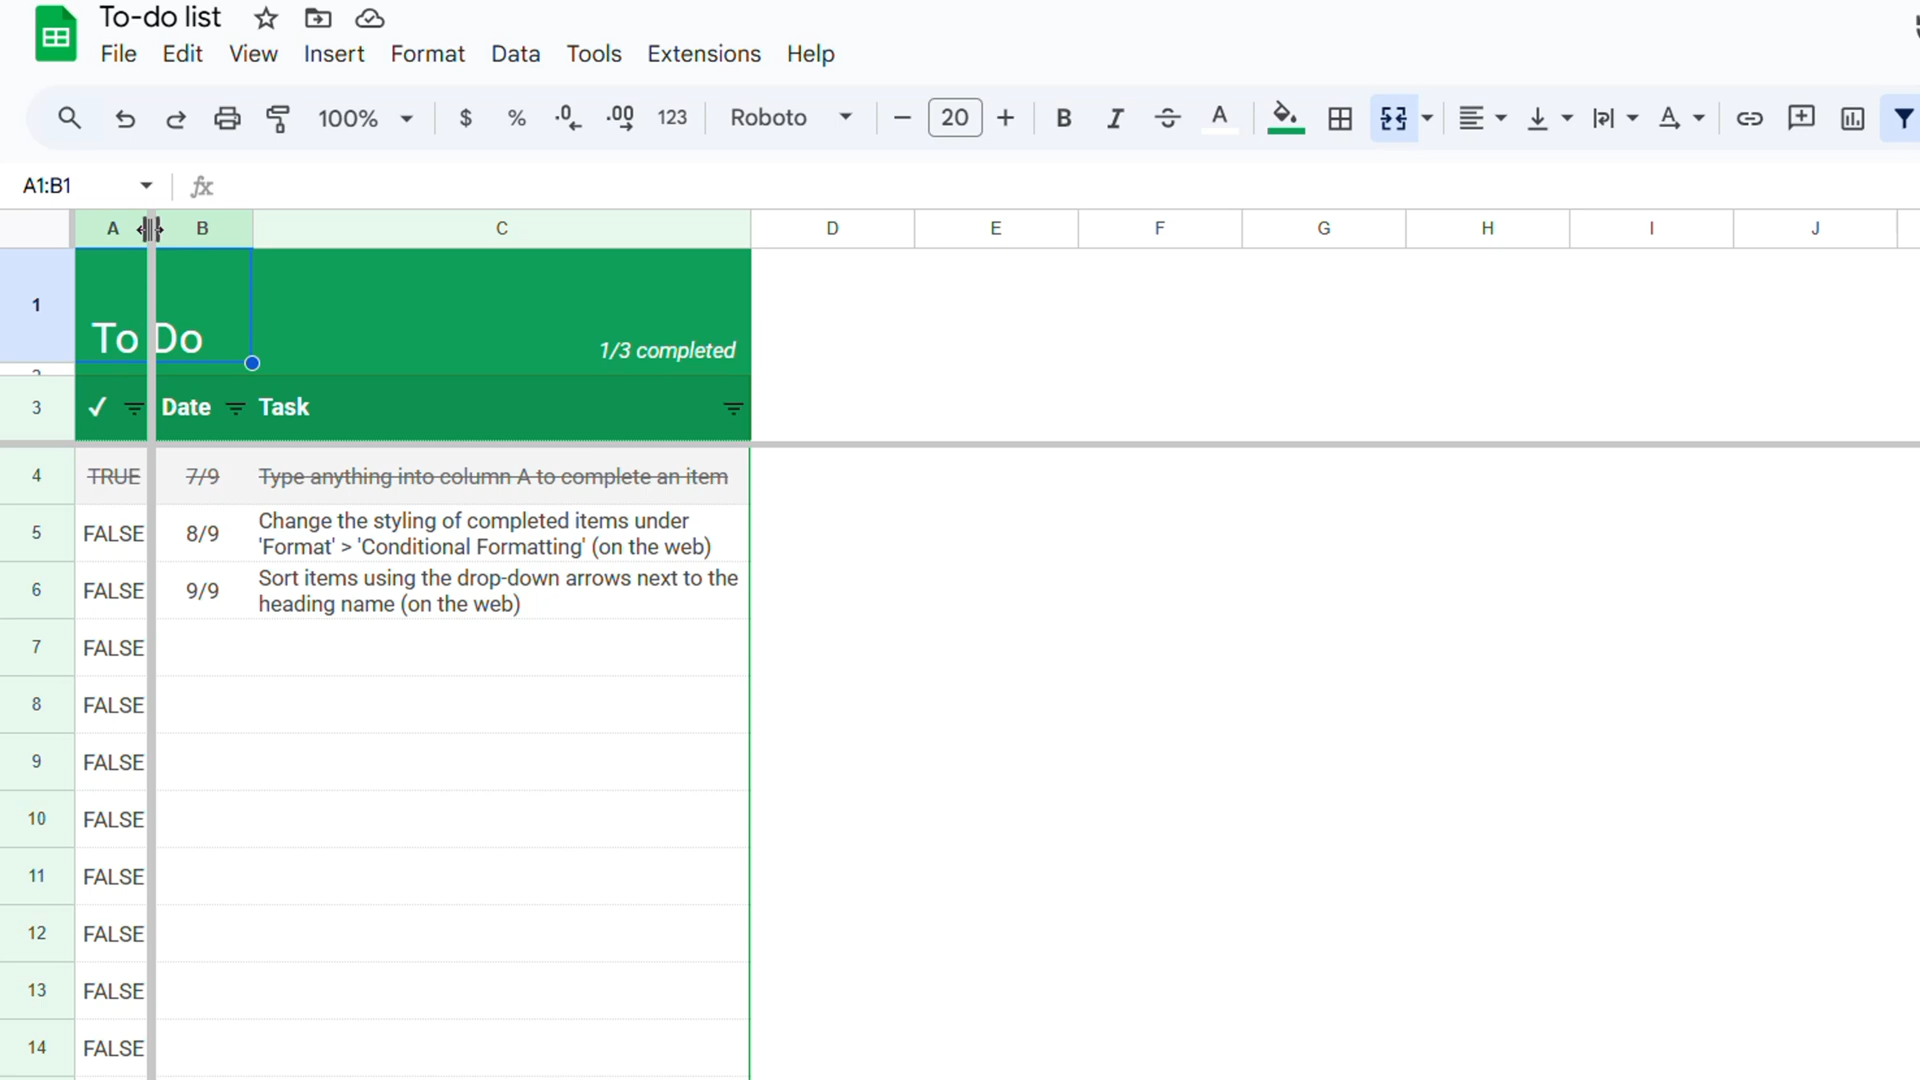 To-do list
File Edit View Insert Format Data Tools Extensions Help
100% $ % .0 .00 123 Roboto 20 B I A A
A1:B1 fx
A B C D E F G H I J
1 To Do 1/3 completed
3 ✓ Date Task
4 TRUE 7/9 Type anything into column A to complete an item
5 FALSE 8/9 Change the styling of completed items under
'Format' > 'Conditional Formatting' (on the web)
6 FALSE 9/9 Sort items using the drop-down arrows next to the
heading name (on the web)
7 FALSE
8 FALSE
9 FALSE
10 FALSE
11 FALSE
12 FALSE
13 FALSE
14 FALSE